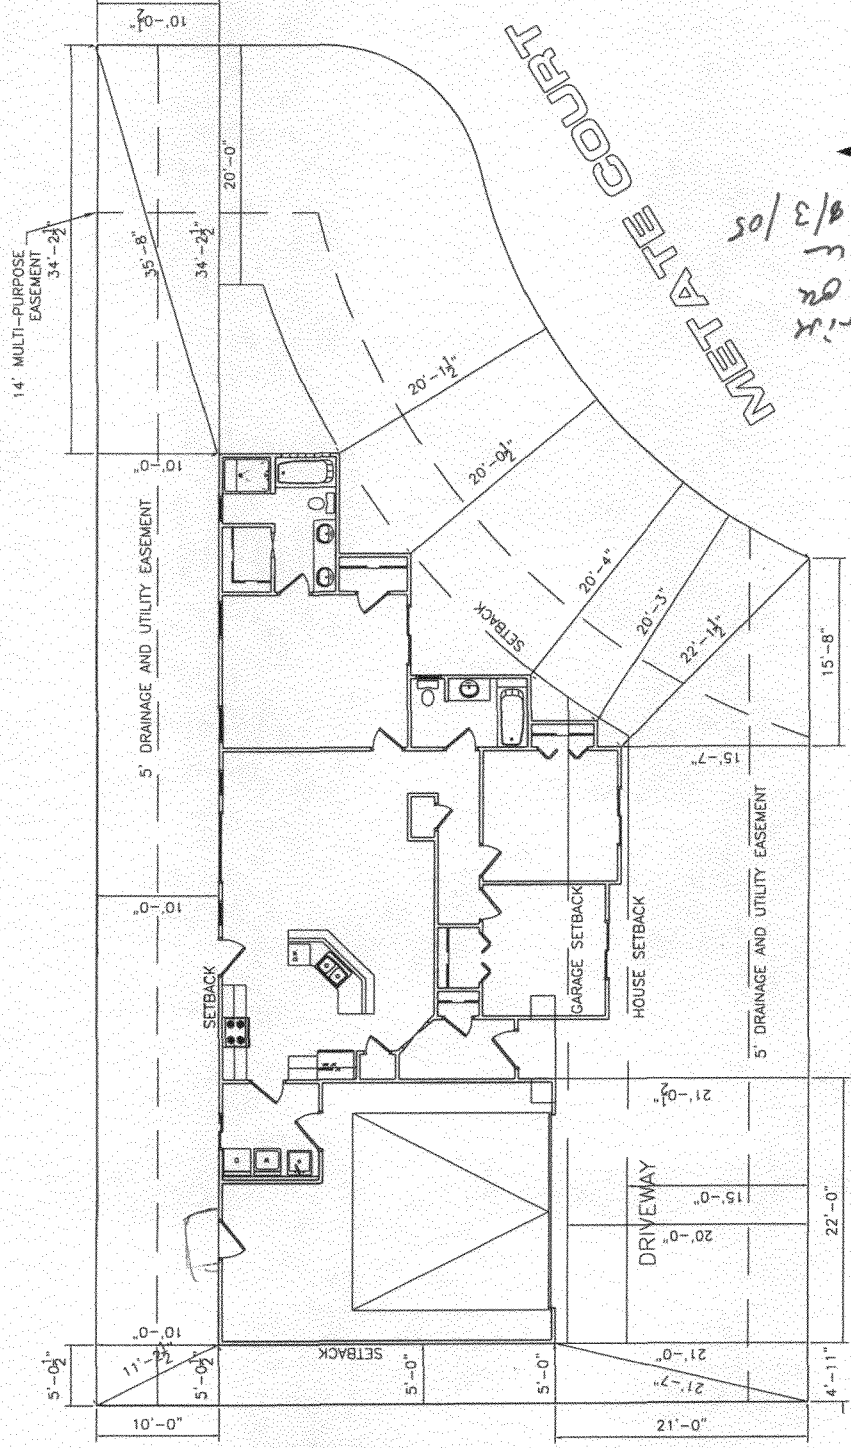 10'-0½"
14' MULTI-PURPOSE
EASEMENT
34'-2½"
35'-8"
34'-2½"
20'-0"
METATE COURT
8/3/05
20'-1½"
20'-0½"
20'-4"
20'-3"
22'-1½"
SETBACK
10'-0"
5' DRAINAGE AND UTILITY EASEMENT
15'-8"
15'-7"
10'-0"
SETBACK
GARAGE SETBACK
HOUSE SETBACK
5' DRAINAGE AND UTILITY EASEMENT
21'-0½"
DRIVEWAY
15'-0"
20'-0"
22'-0"
10'-0"
5'-0½"
5'-0½"
SETBACK
5'-0"
5'-0"
21'-0"
21'-7"
4'-11"
10'-0"
21'-0"